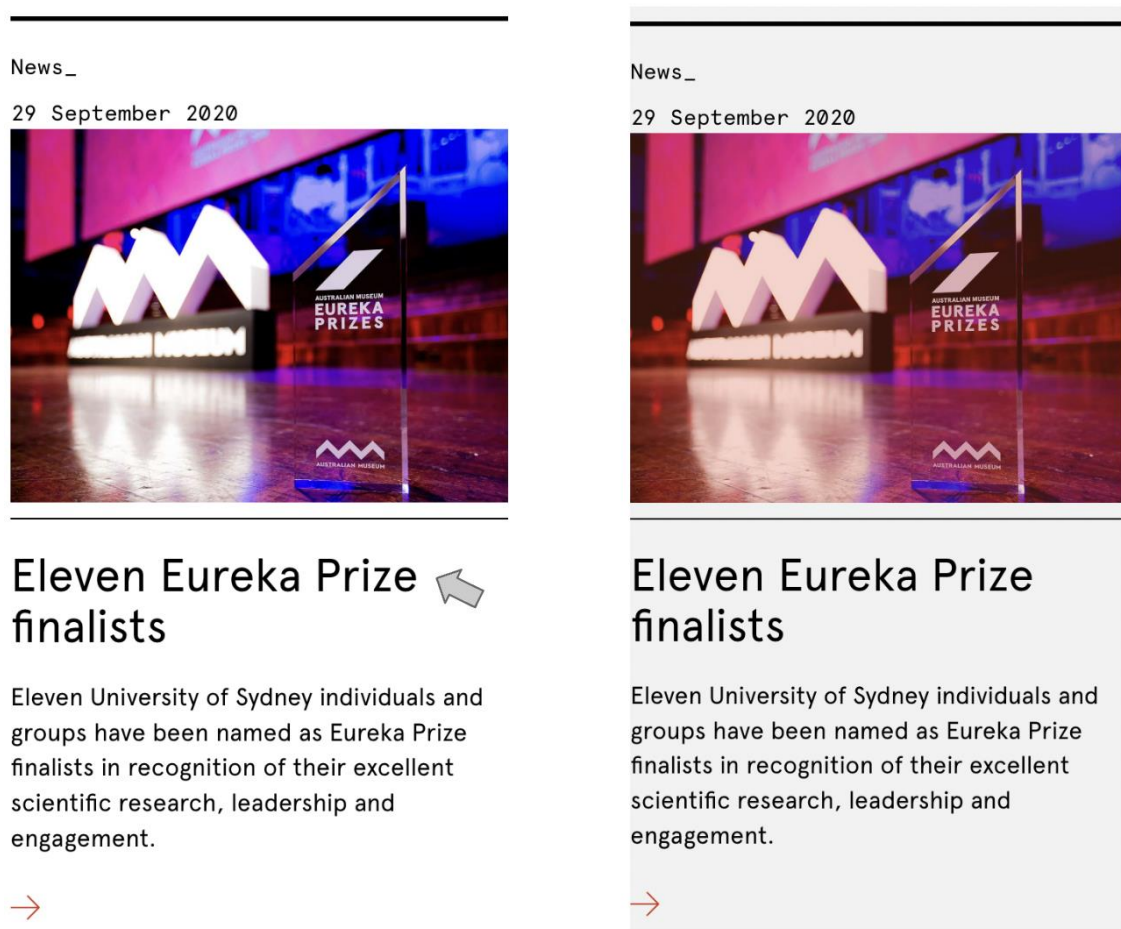 News_
29 September 2020
AUSTRALIAN MUSEUM
EUREKA
PRIZES
AUSTRALIAN MUSEUM
AUSTRALIAN MUSEUM
Eleven Eureka Prize
finalists
Eleven University of Sydney individuals and
groups have been named as Eureka Prize
finalists in recognition of their excellent
scientific research, leadership and
engagement.
News_
29 September 2020
AUSTRALIAN MUSEUM
EUREKA
PRIZES
AUSTRALIAN MUSEUM
AUSTRALIAN MUSEUM
Eleven Eureka Prize
finalists
Eleven University of Sydney individuals and
groups have been named as Eureka Prize
finalists in recognition of their excellent
scientific research, leadership and
engagement.